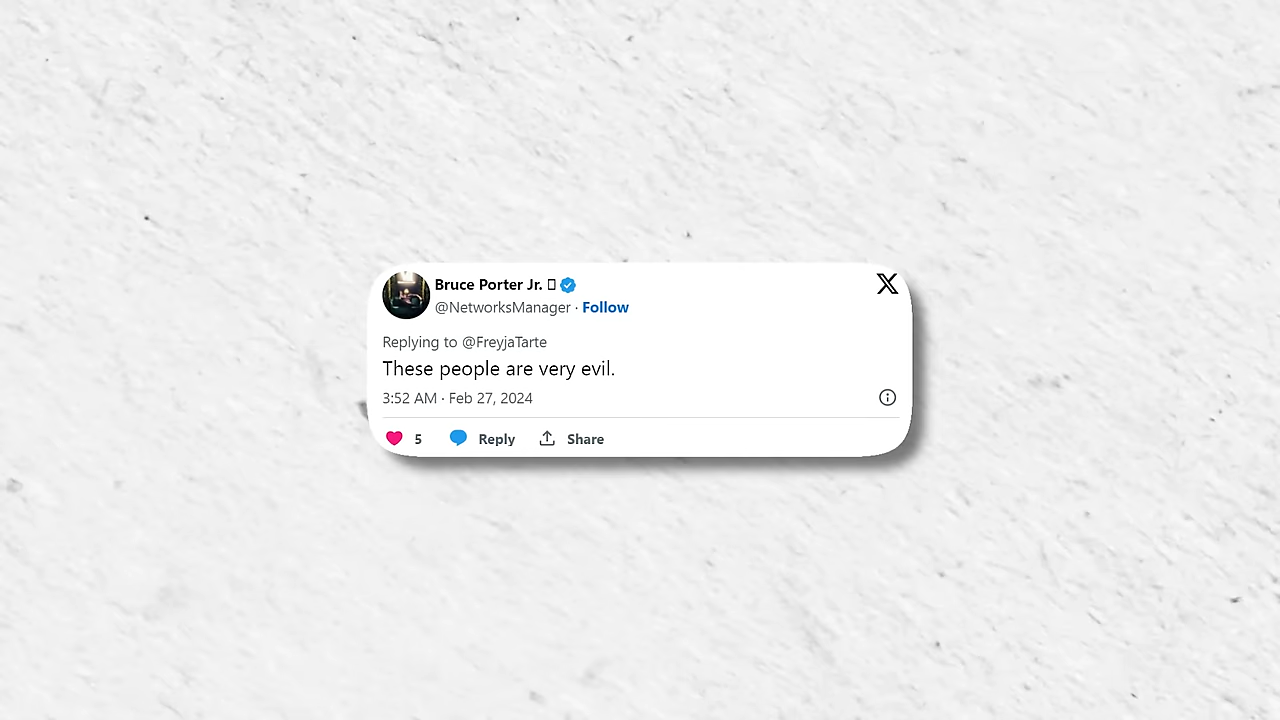 Bruce Porter Jr.
@NetworksManager · Follow
Replying to @FreyjaTarte
These people are very evil.
3:52 AM · Feb 27, 2024
5 Reply Share